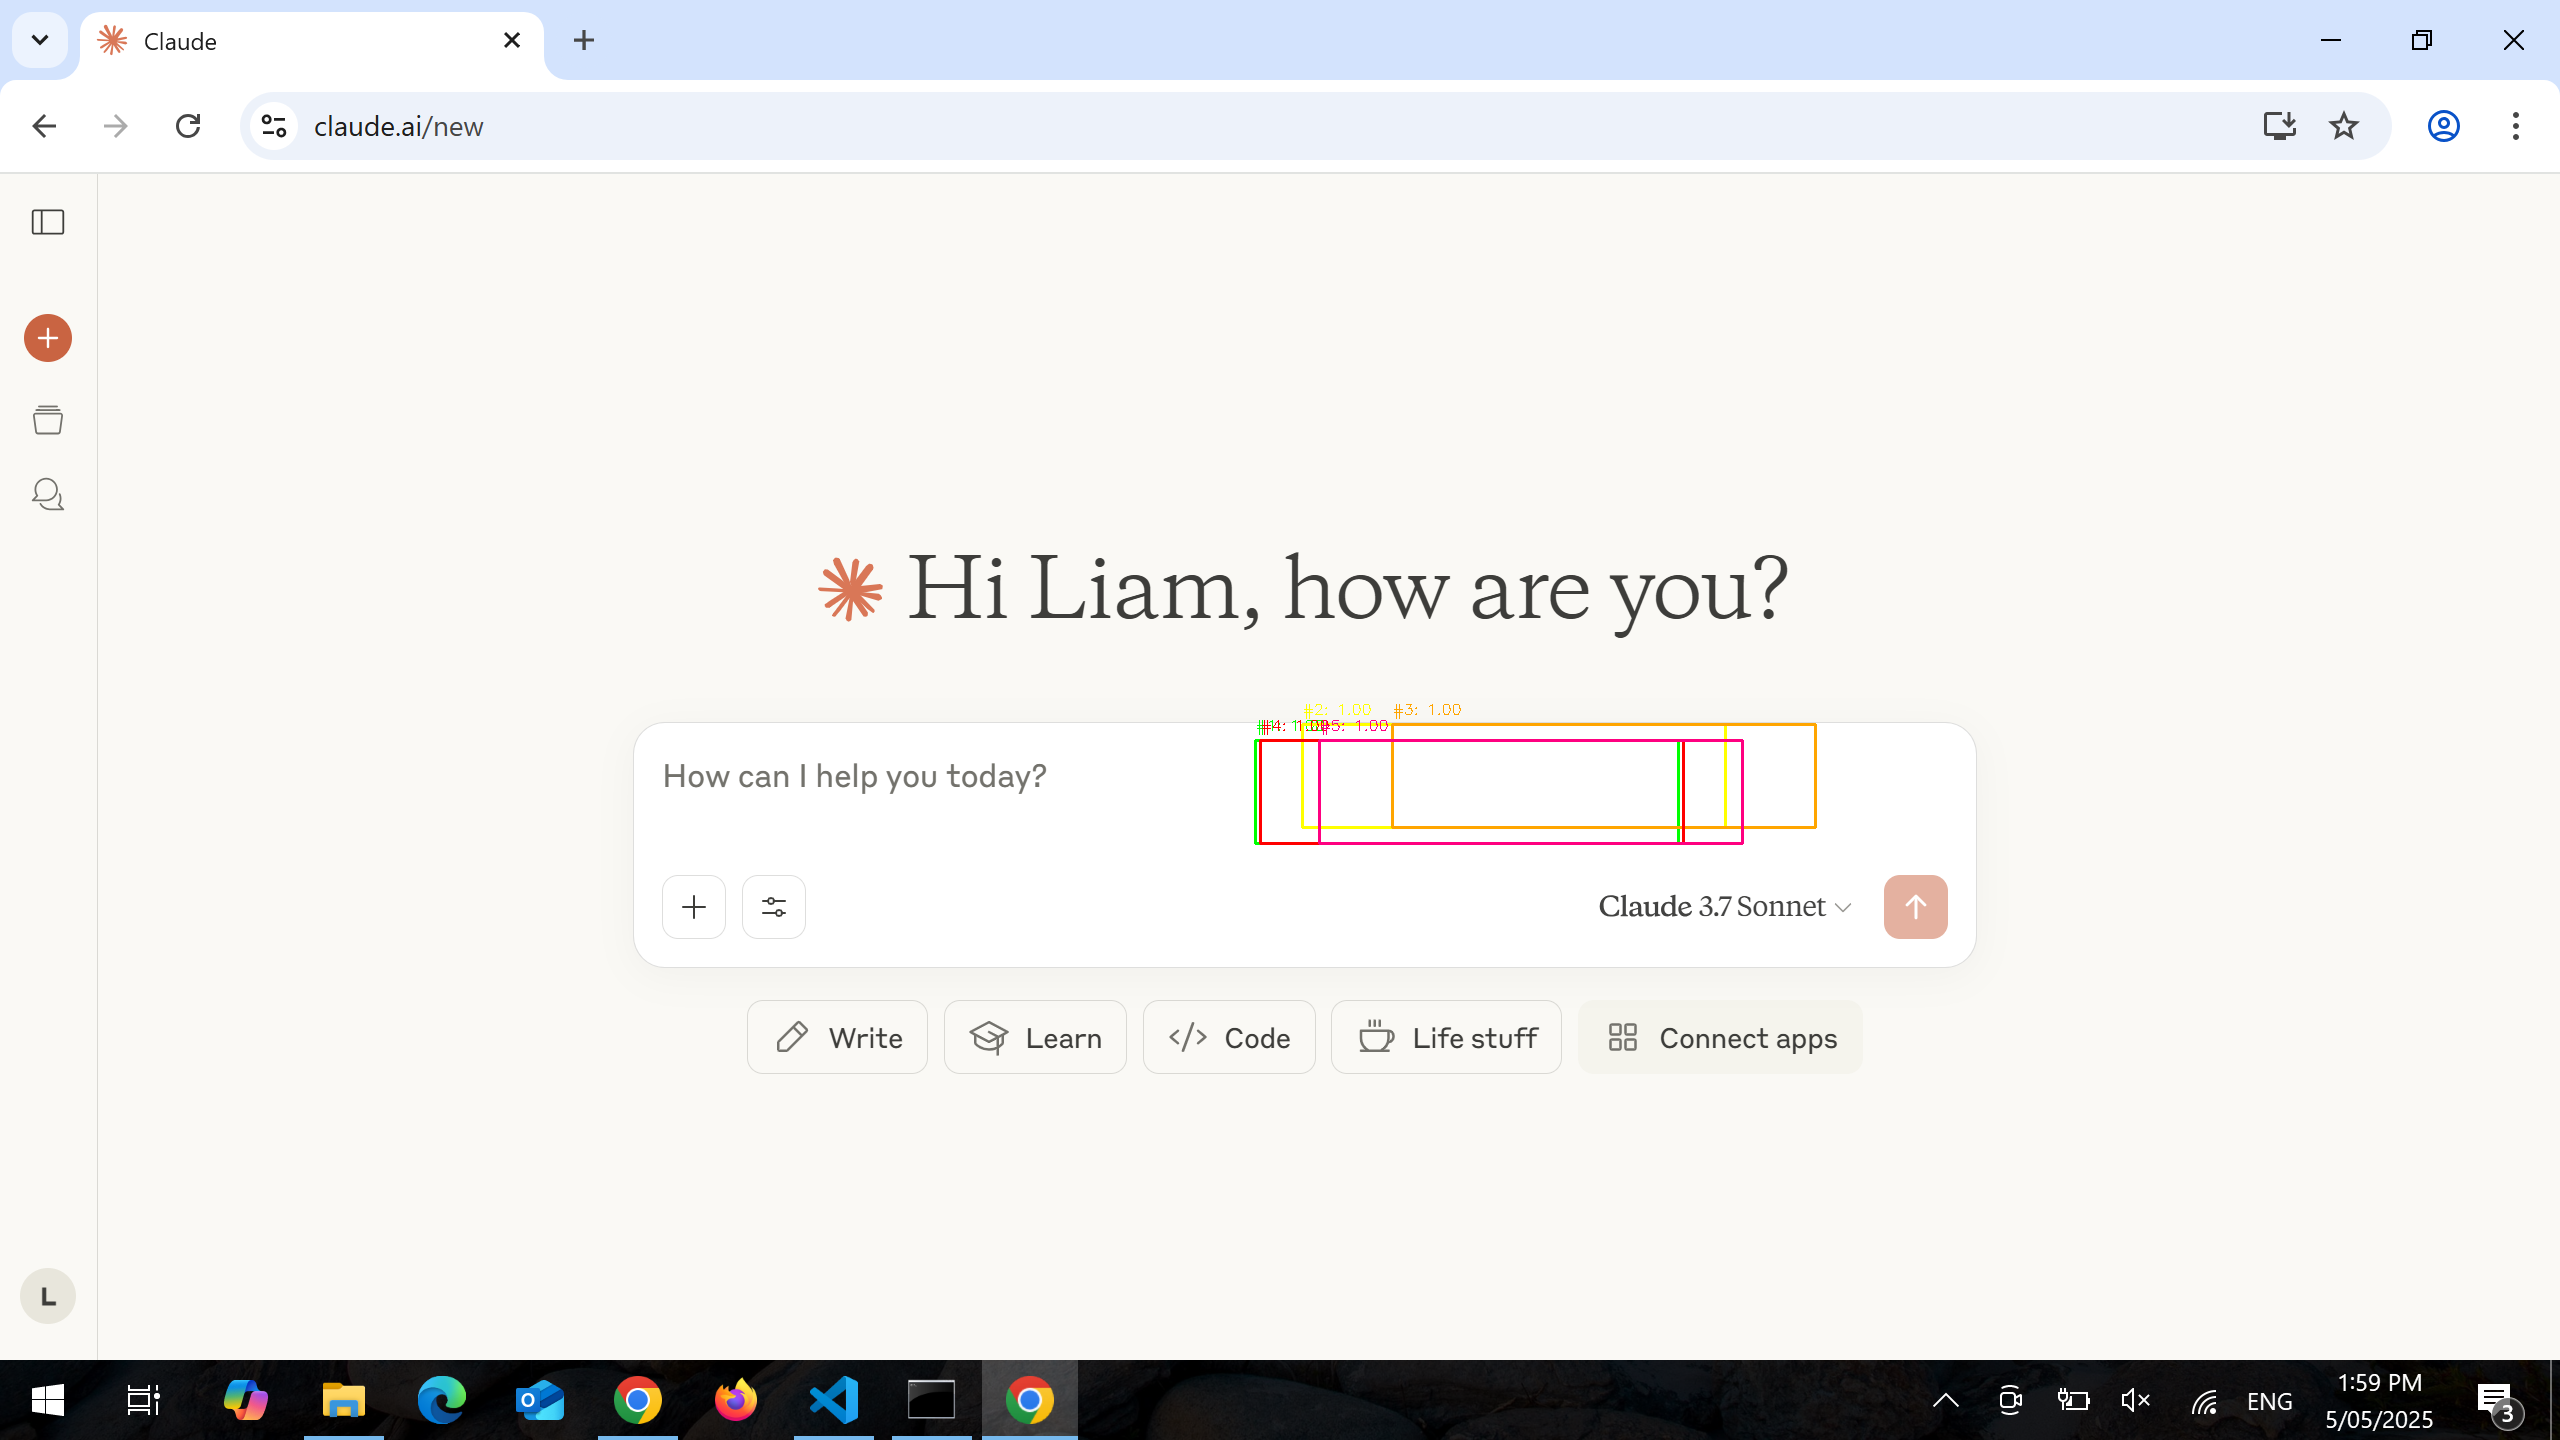 Claude
claude.ai/new
Hi Liam, how are you?
#2: 1.00
#3: 1.00
#4: 1.00
#5: 1.00
How can I help you today?
Claude 3.7 Sonnet
Write
Learn
Code
Life stuff
Connect apps
L
ENG
1:59 PM
5/05/2025
3